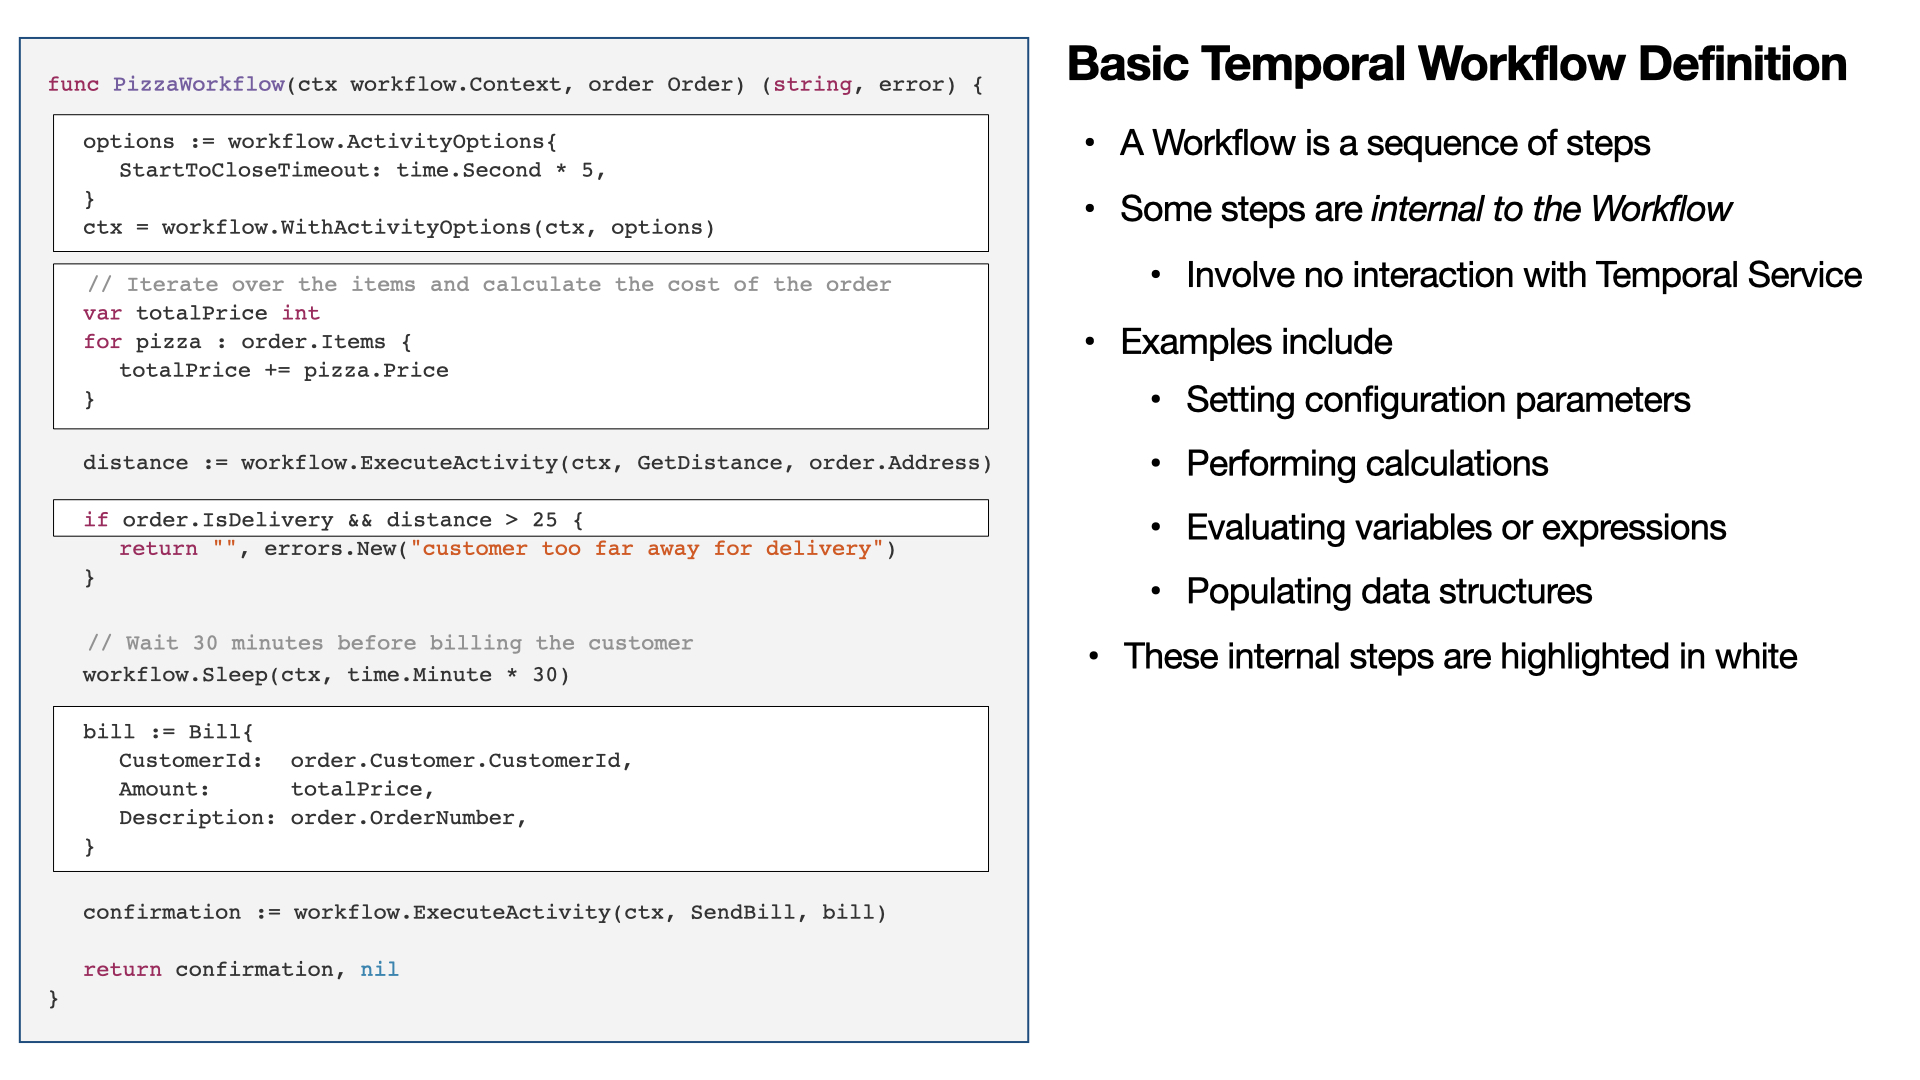 func PizzaWorkflow(ctx workflow.Context, order Order) (string, error) {
options := workflow.ActivityOptions{
StartToCloseTimeout: time.Second * 5,
}
ctx = workflow.WithActivityOptions(ctx, options)
// Iterate over the items and calculate the cost of the order
var totalPrice int
for pizza : order.Items {
totalPrice += pizza.Price
}
distance := workflow.ExecuteActivity(ctx, GetDistance, order.Address)
if order.IsDelivery && distance > 25 {
return "", errors.New("customer too far away for delivery")
}
// Wait 30 minutes before billing the customer
workflow.Sleep(ctx, time.Minute * 30)
bill := Bill{
CustomerId: order.Customer.CustomerId,
Amount: totalPrice,
Description: order.OrderNumber,
}
confirmation := workflow.ExecuteActivity(ctx, SendBill, bill)
return confirmation, nil
}
Basic Temporal Workflow Definition
• A Workflow is a sequence of steps
• Some steps are internal to the Workflow
• Involve no interaction with Temporal Service
• Examples include
• Setting configuration parameters
• Performing calculations
• Evaluating variables or expressions
• Populating data structures
• These internal steps are highlighted in white